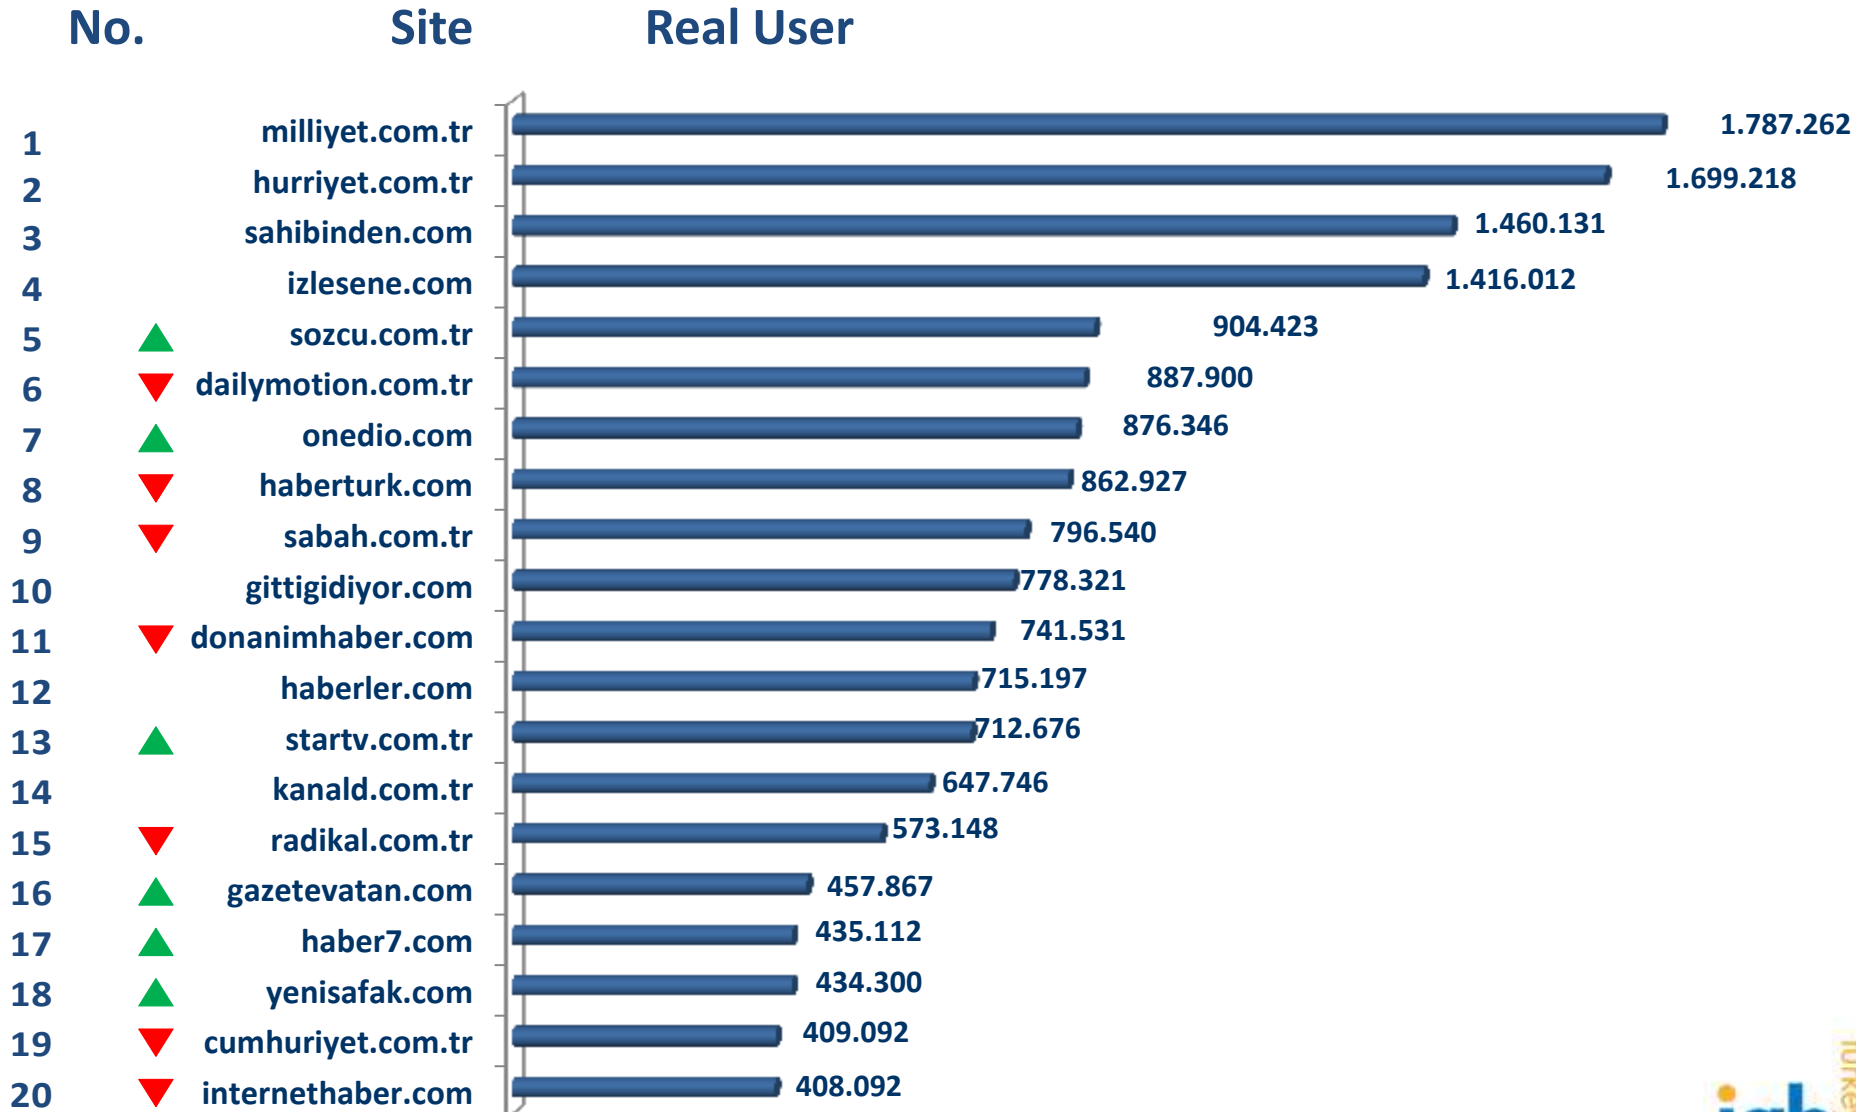 No. Site Real User
1 milliyet.com.tr 1.787.262
2 hurriyet.com.tr 1.699.218
3 sahibinden.com 1.460.131
4 izlesene.com 1.416.012
5 sozcu.com.tr 904.423
6 dailymotion.com.tr 887.900
7 onedio.com 876.346
8 haberturk.com 862.927
9 sabah.com.tr 796.540
10 gittigidiyor.com 778.321
11 donanimhaber.com 741.531
12 haberler.com 715.197
13 startv.com.tr 712.676
14 kanald.com.tr 647.746
15 radikal.com.tr 573.148
16 gazetevatan.com 457.867
17 haber7.com 435.112
18 yenisafak.com 434.300
19 cumhuriyet.com.tr 409.092
20 internethaber.com 408.092